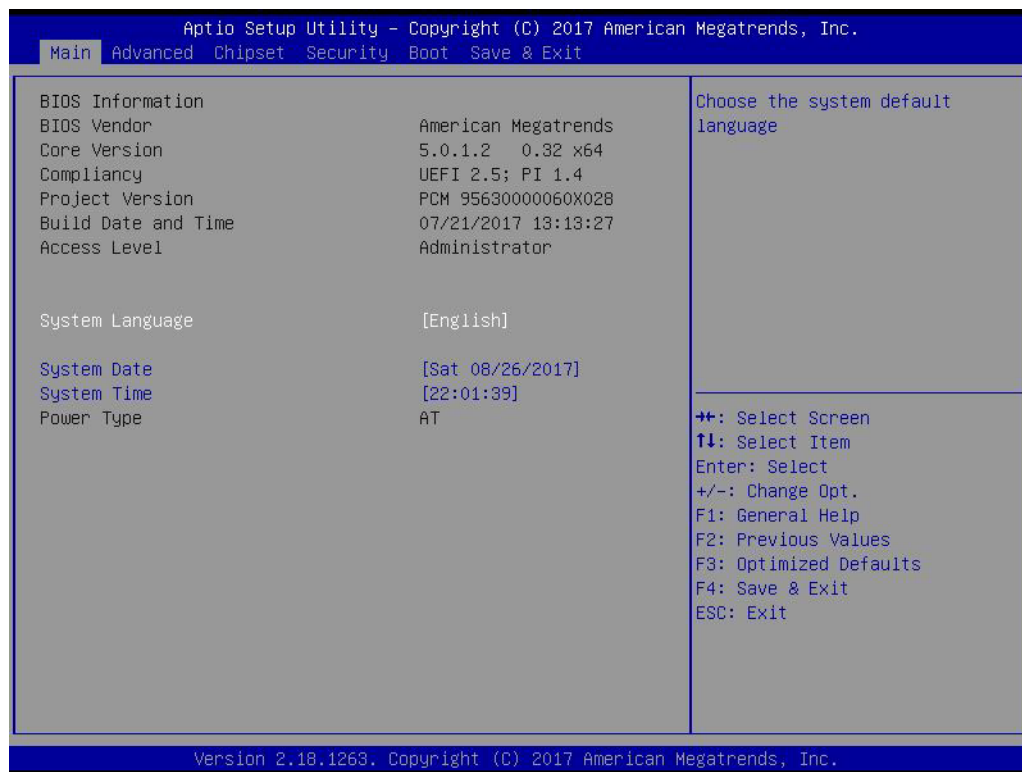 Aptio Setup Utility – Copyright (C) 2017 American Megatrends, Inc.
Main Advanced Chipset Security Boot Save & Exit
BIOS Information
BIOS Vendor American Megatrends
Core Version 5.0.1.2 0.32 x64
Compliancy UEFI 2.5; PI 1.4
Project Version PCM 95630000060X028
Build Date and Time 07/21/2017 13:13:27
Access Level Administrator
System Language [English]
System Date [Sat 08/26/2017]
System Time [22:01:39]
Power Type AT
Choose the system default
language
→←: Select Screen
↑↓: Select Item
Enter: Select
+/-: Change Opt.
F1: General Help
F2: Previous Values
F3: Optimized Defaults
F4: Save & Exit
ESC: Exit
Version 2.18.1263. Copyright (C) 2017 American Megatrends, Inc.